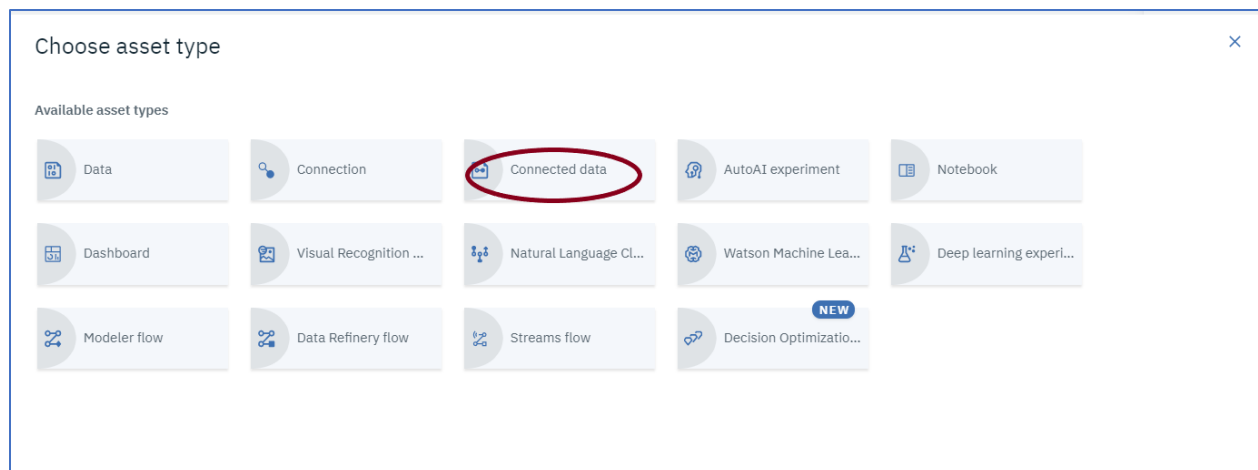 Choose asset type
Available asset types
Data
Connection
Connected data
AutoAI experiment
Notebook
Dashboard
Visual Recognition ...
Natural Language Cl...
Watson Machine Lea...
Deep learning experi...
NEW
Modeler flow
Data Refinery flow
Streams flow
Decision Optimizatio...